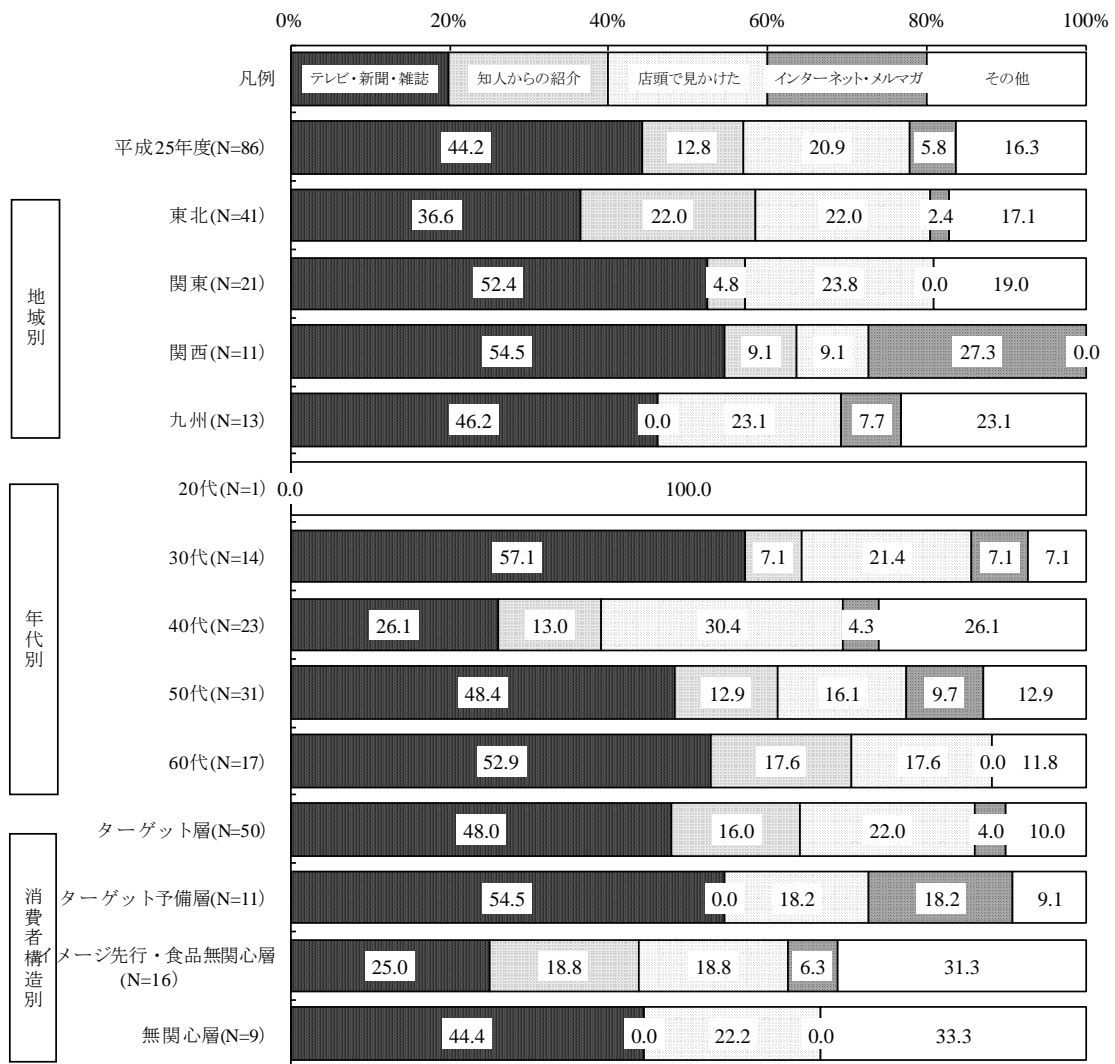 0% 20% 40% 60% 80% 100%
凡例 テレビ・新聞・雑誌 知人からの紹介 店頭で見かけた インターネット・メルマガ その他
平成25年度(N=86) 44.2 12.8 20.9 5.8 16.3
地域別
東北(N=41) 36.6 22.0 22.0 2.4 17.1
関東(N=21) 52.4 4.8 23.8 0.0 19.0
関西(N=11) 54.5 9.1 9.1 27.3 0.0
九州(N=13) 46.2 0.0 23.1 7.7 23.1
年代別
20代(N=1) 0.0 100.0
30代(N=14) 57.1 7.1 21.4 7.1 7.1
40代(N=23) 26.1 13.0 30.4 4.3 26.1
50代(N=31) 48.4 12.9 16.1 9.7 12.9
60代(N=17) 52.9 17.6 17.6 0.0 11.8
消費者構造別
ターゲット層(N=50) 48.0 16.0 22.0 4.0 10.0
ターゲット予備層(N=11) 54.5 0.0 18.2 18.2 9.1
イメージ先行・食品無関心層
(N=16) 25.0 18.8 18.8 6.3 31.3
無関心層(N=9) 44.4 0.0 22.2 0.0 33.3